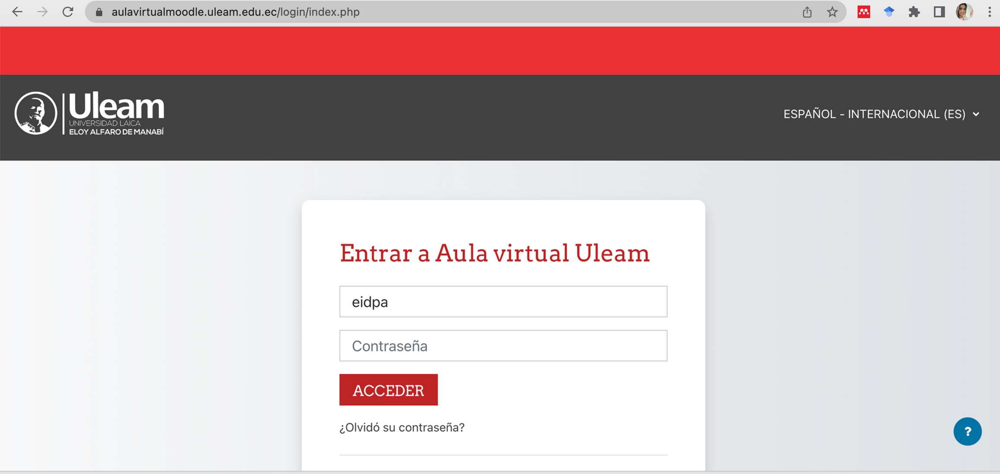 aulavirtualmoodle.uleam.edu.ec/login/index.php
Uleam
UNIVERSIDAD LAICA
ELOY ALFARO DE MANABÍ
ESPAÑOL - INTERNACIONAL (ES)
Entrar a Aula virtual Uleam
eidpa
Contraseña
ACCEDER
¿Olvidó su contraseña?
?